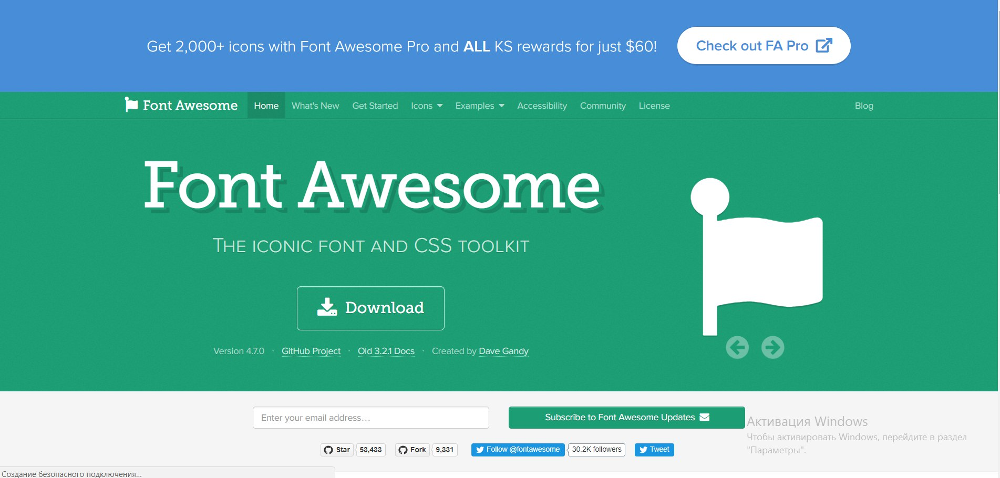 Get 2,000+ icons with Font Awesome Pro and ALL KS rewards for just $60!
Check out FA Pro
Font Awesome Home What's New Get Started Icons Examples Accessibility Community License Blog
Font Awesome
The iconic font and CSS toolkit
Download
Version 4.7.0 · GitHub Project · Old 3.2.1 Docs · Created by Dave Gandy
Enter your email address…
Subscribe to Font Awesome Updates
Активация Windows
Чтобы активировать Windows, перейдите в раздел
"Параметры".
Star 53,433 Fork 9,331 Follow @fontawesome 30.2K followers Tweet
Создание безопасного подключения...